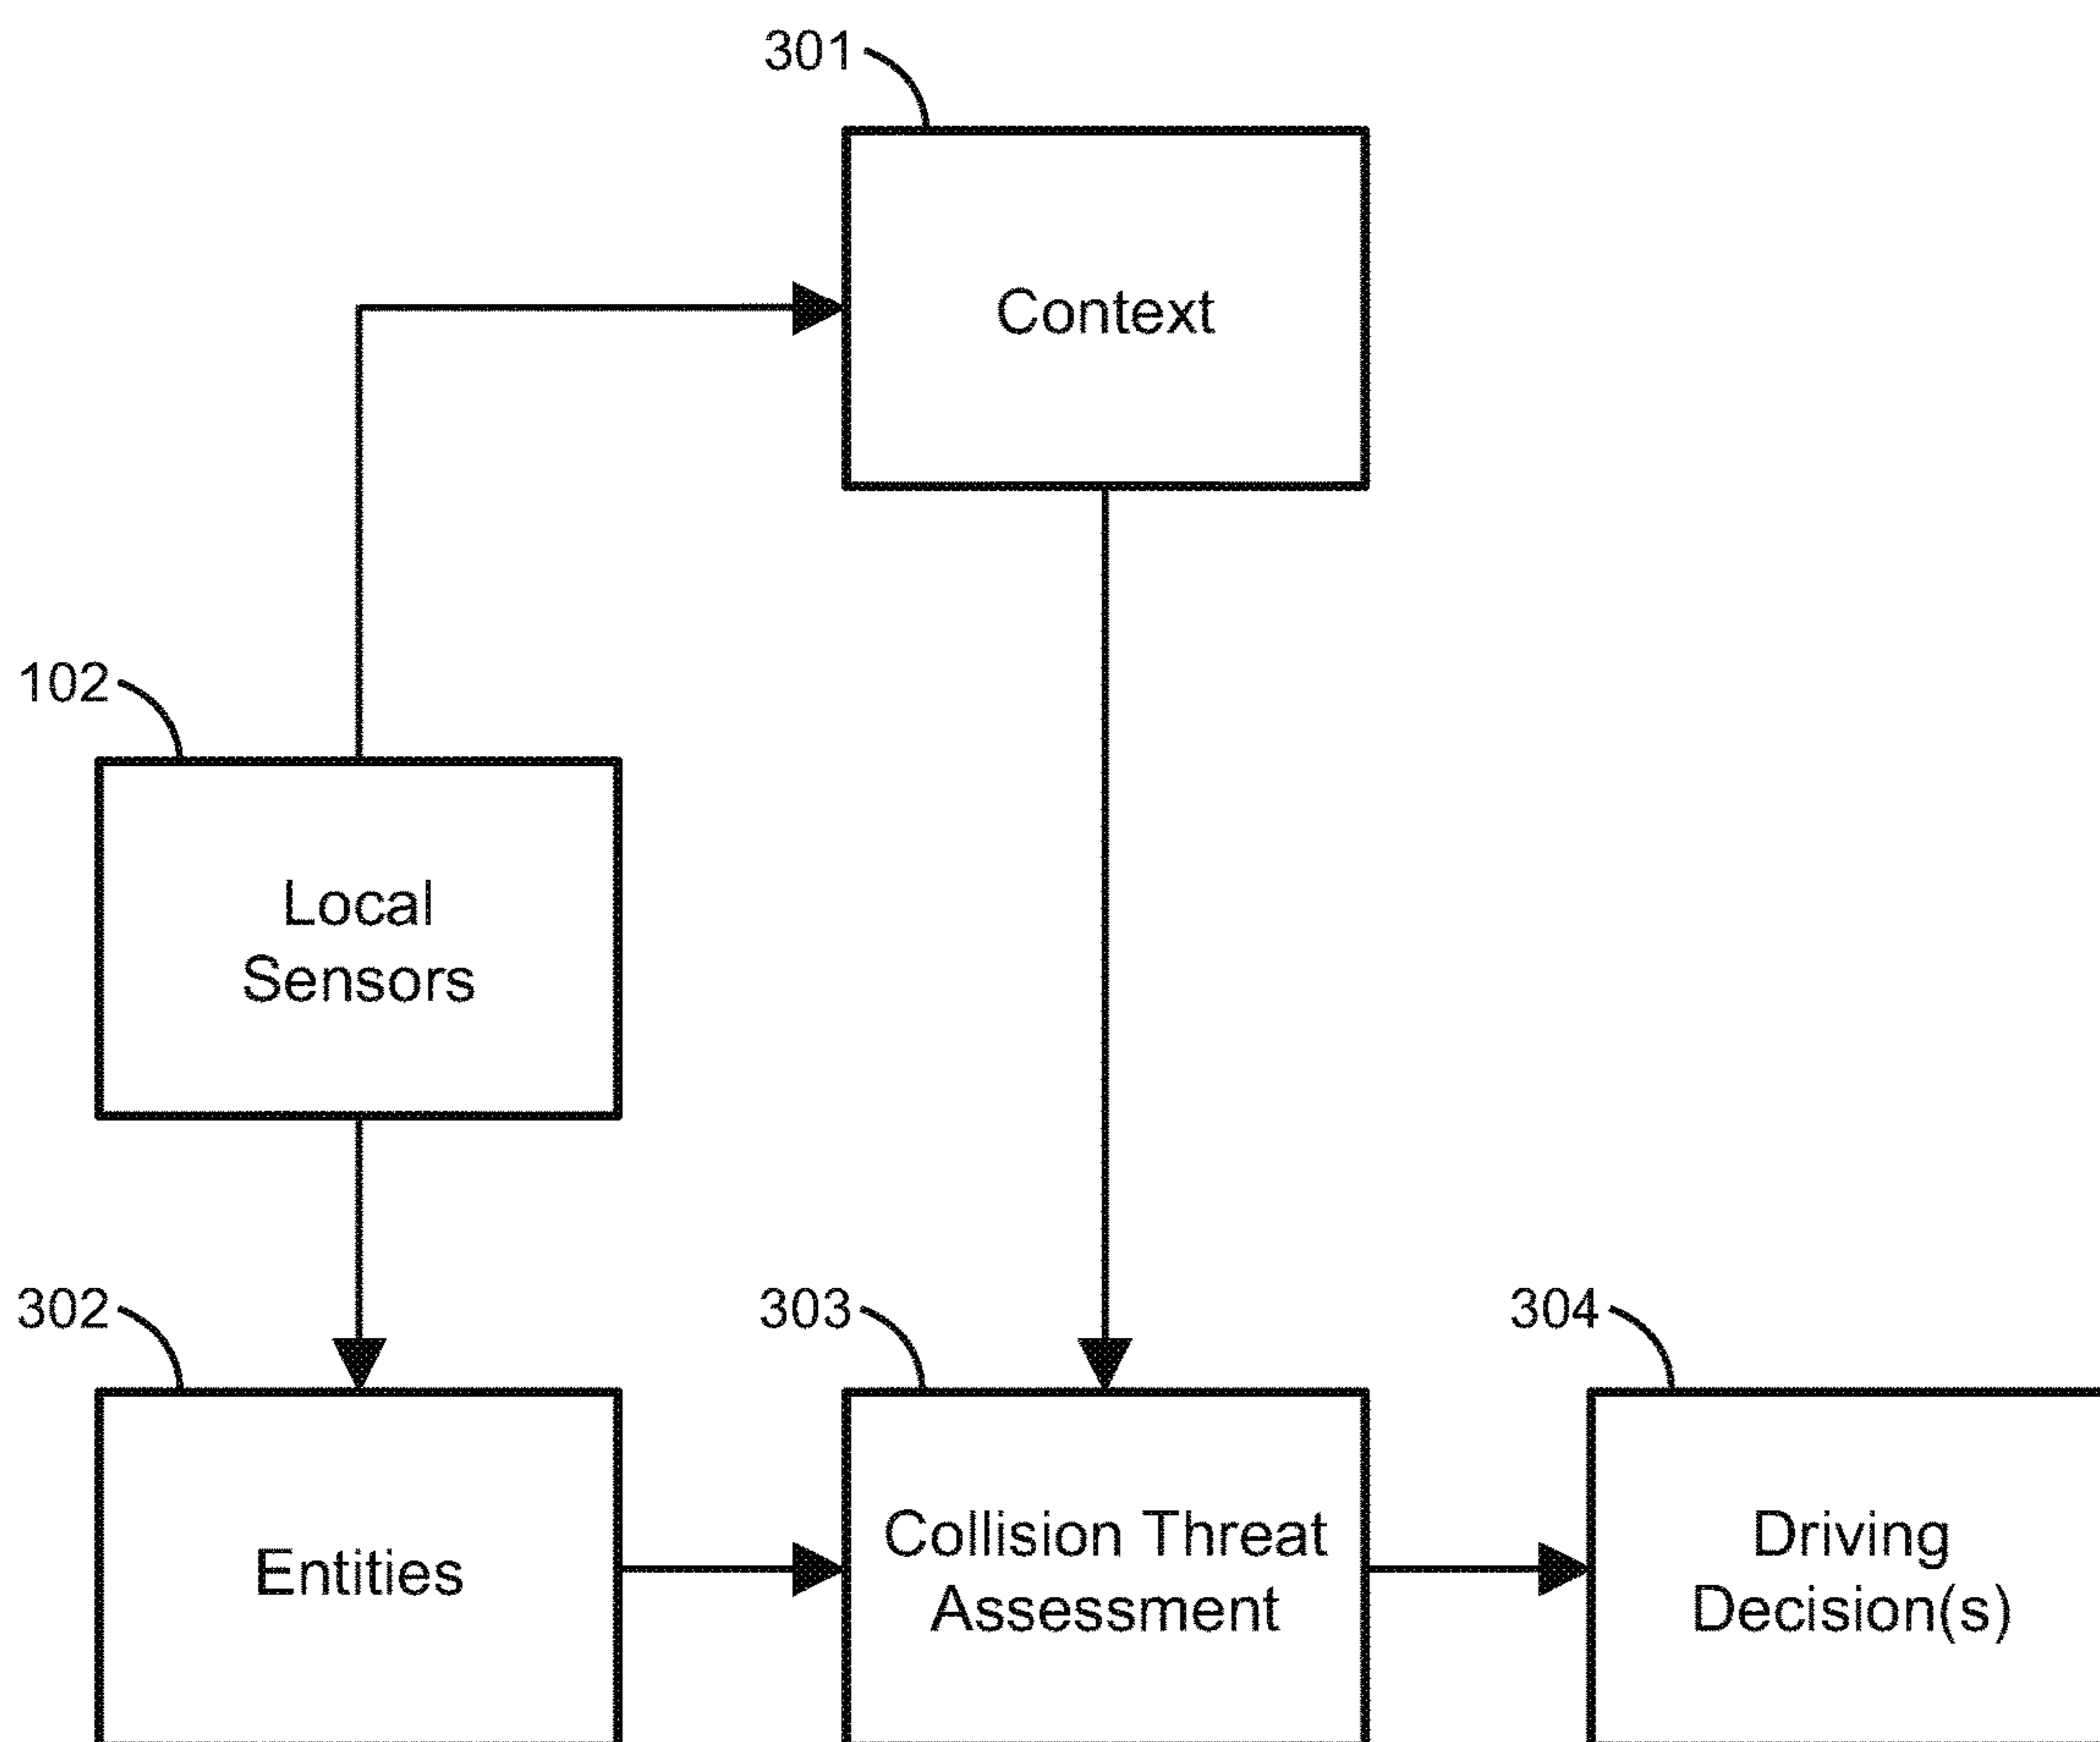 301
Context
102
Local
Sensors
302
Entities
303
Collision Threat
Assessment
304
Driving
Decision(s)